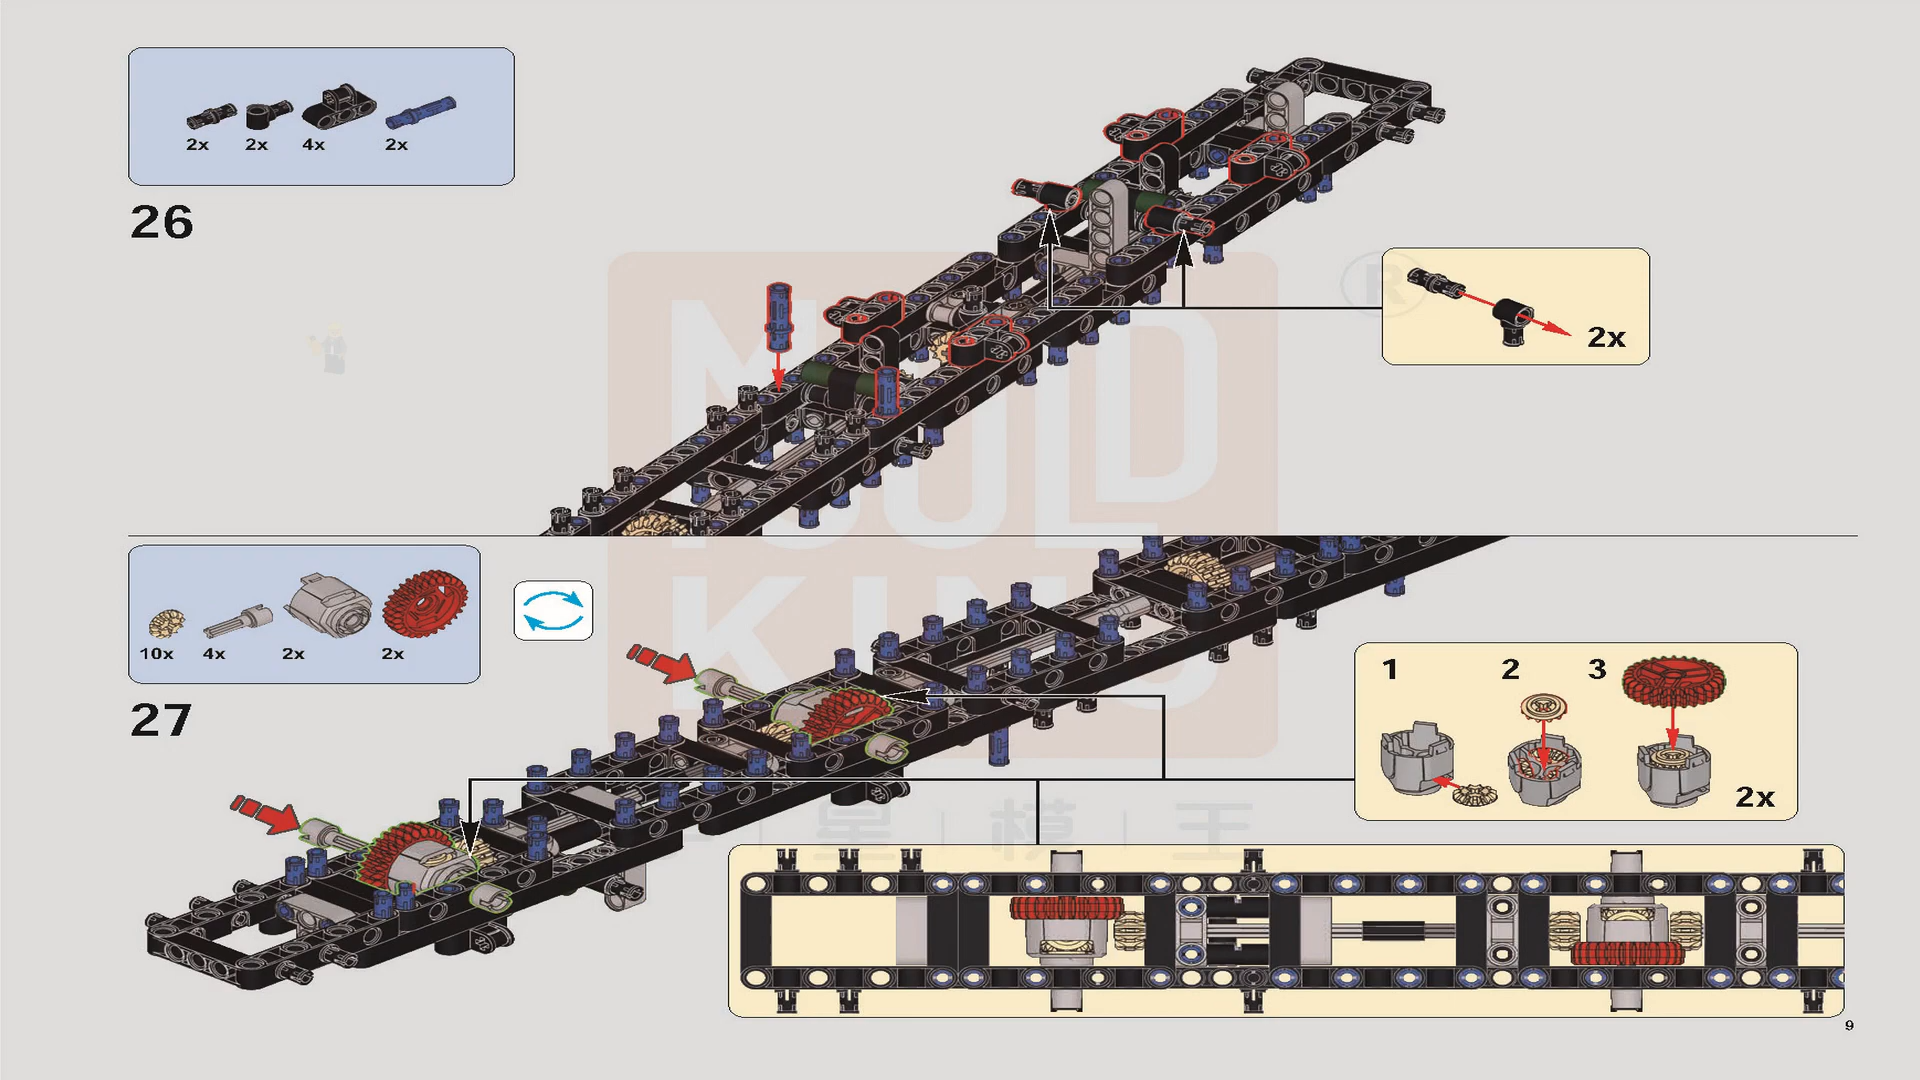 2x 2x 4x 2x
26
®
2x
MOULD
KING
10x 4x 2x 2x
27
1 2 3
2x
星 模 王
9